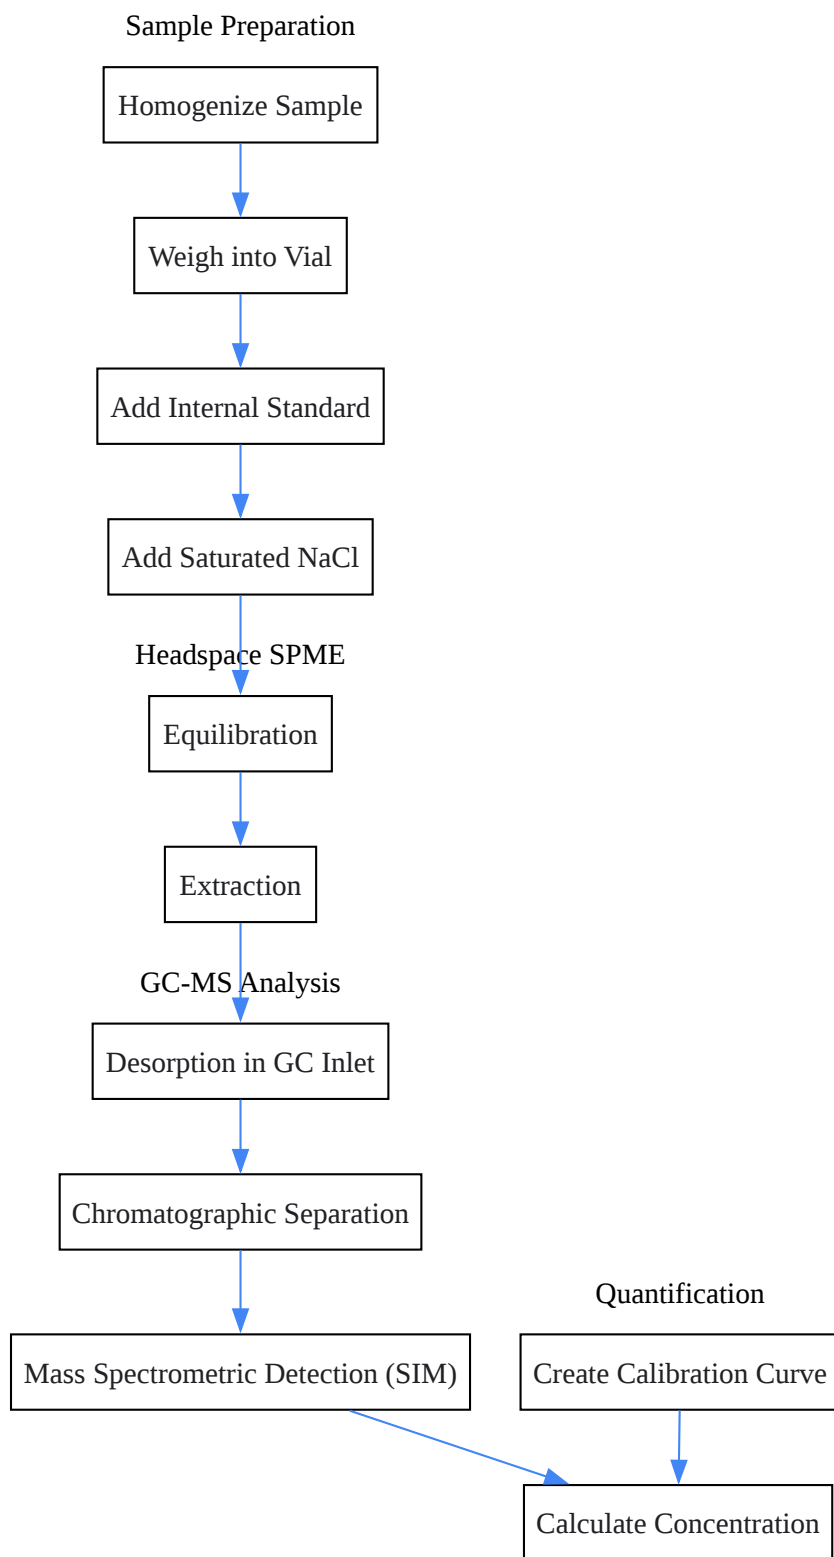 Sample Preparation
Homogenize Sample
Weigh into Vial
Add Internal Standard
Add Saturated NaCl
Headspace SPME
Equilibration
Extraction
GC-MS Analysis
Desorption in GC Inlet
Chromatographic Separation
Mass Spectrometric Detection (SIM)
Quantification
Create Calibration Curve
Calculate Concentration